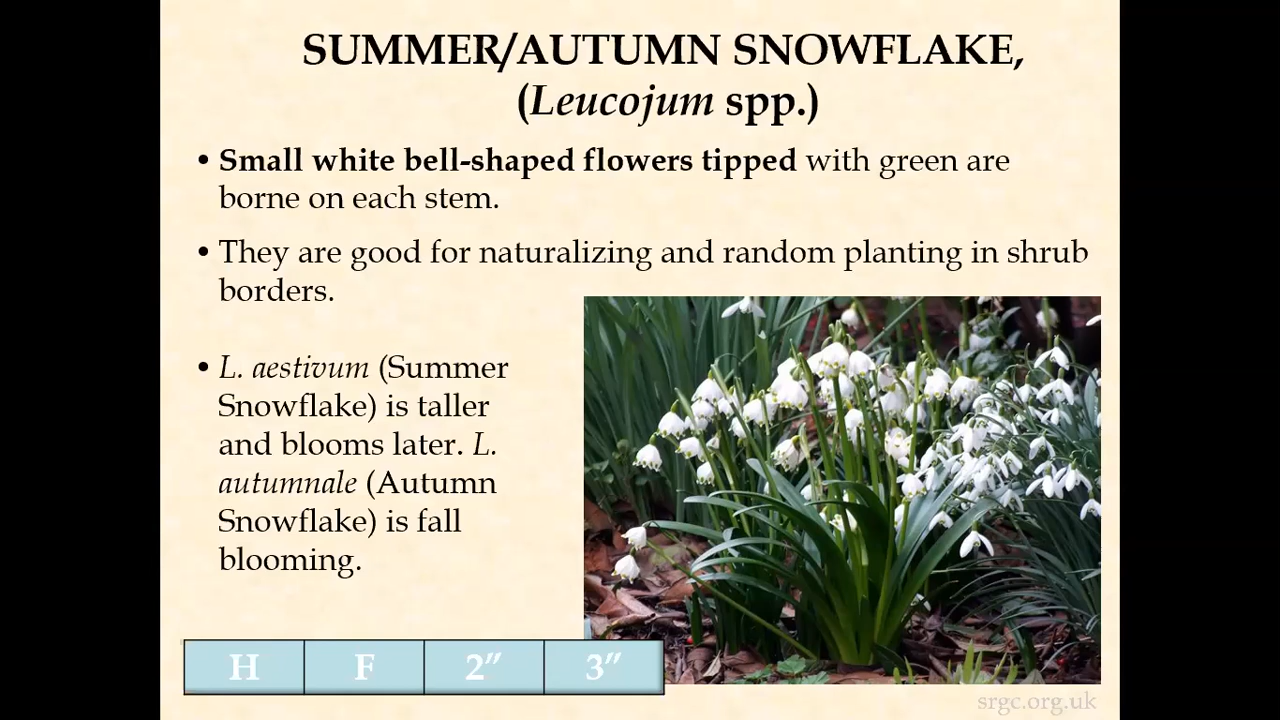 SUMMER/AUTUMN SNOWFLAKE,
(Leucojum spp.)
• Small white bell-shaped flowers tipped with green are
borne on each stem.
• They are good for naturalizing and random planting in shrub
borders.
• L. aestivum (Summer
Snowflake) is taller
and blooms later. L.
autumnale (Autumn
Snowflake) is fall
blooming.
H F 2″ 3″
srgc.org.uk